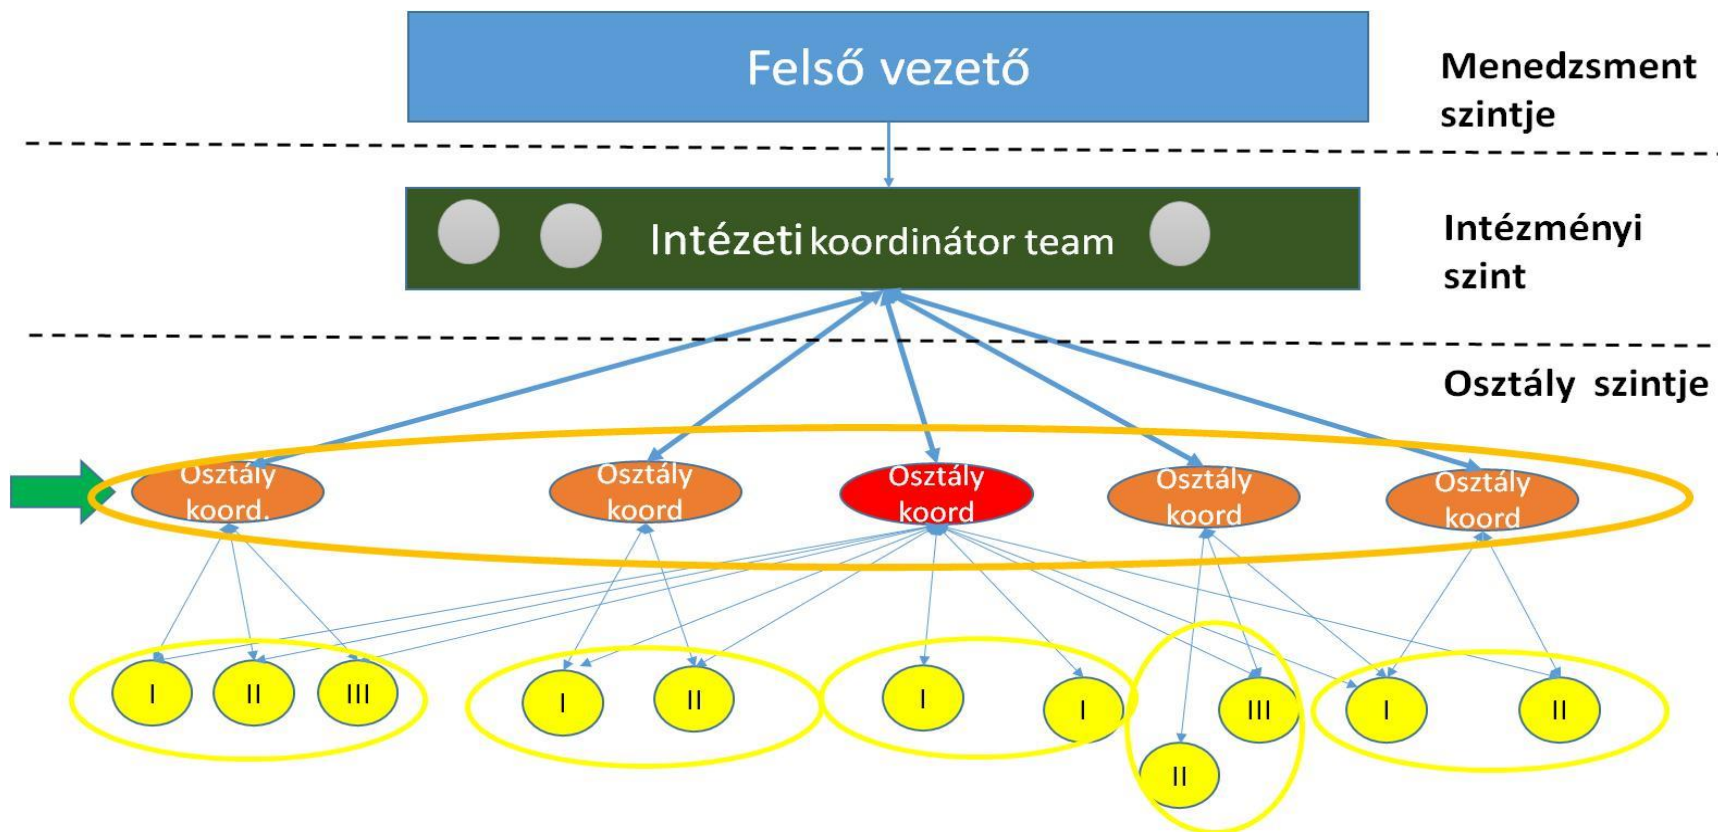 Felső vezető
Menedzsment
szintje
Intézeti koordinátor team
Intézményi
szint
Osztály szintje
Osztály
koord.
Osztály
koord
Osztály
koord
Osztály
koord
Osztály
koord
I
II
III
I
II
I
I
II
III
I
II